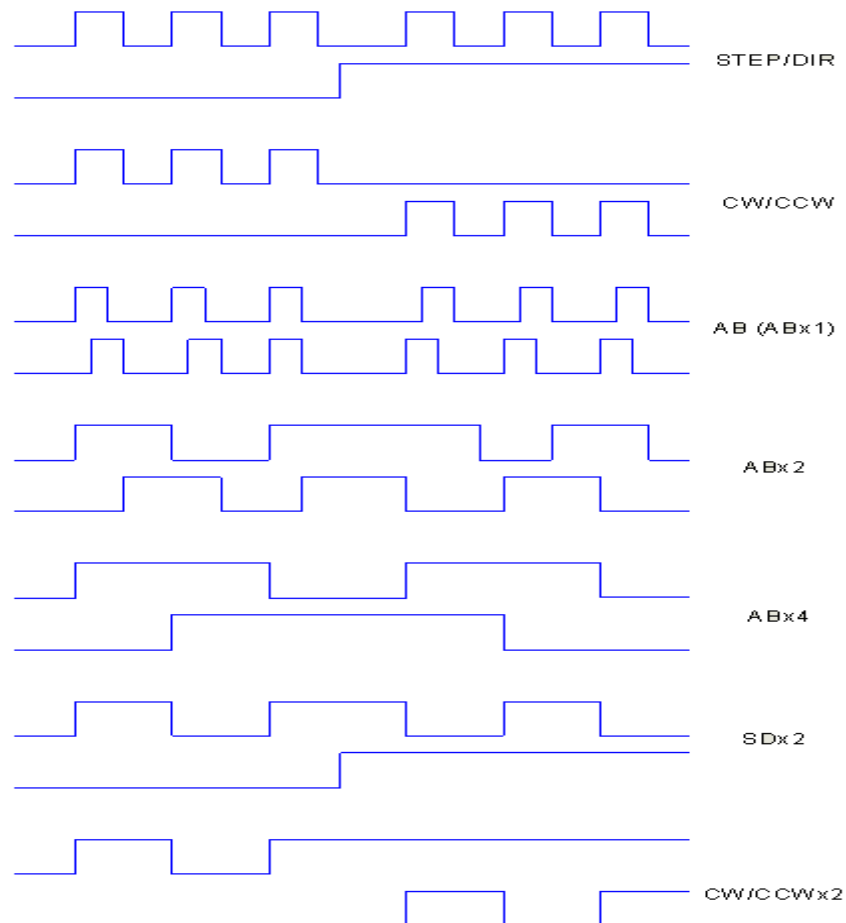 STEP/DIR
CW/CCW
AB (ABx1)
ABx2
ABx4
SDx2
CW/CCWx2